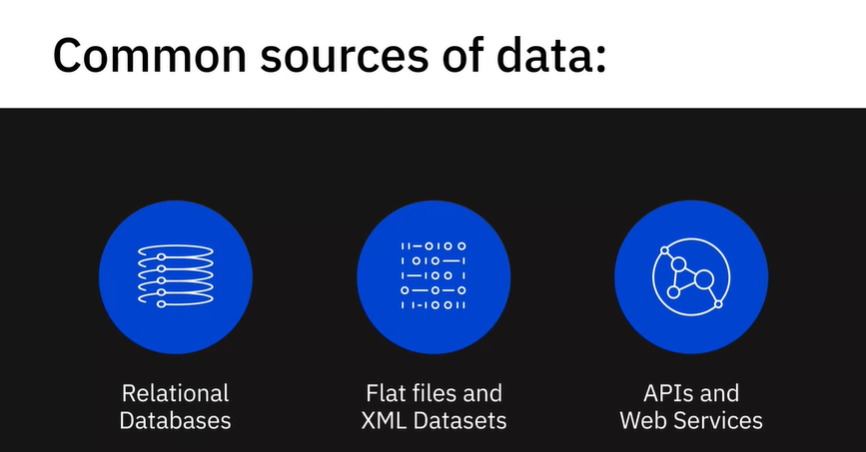 Common sources of data:
Relational
Databases
Flat files and
XML Datasets
APIs and
Web Services